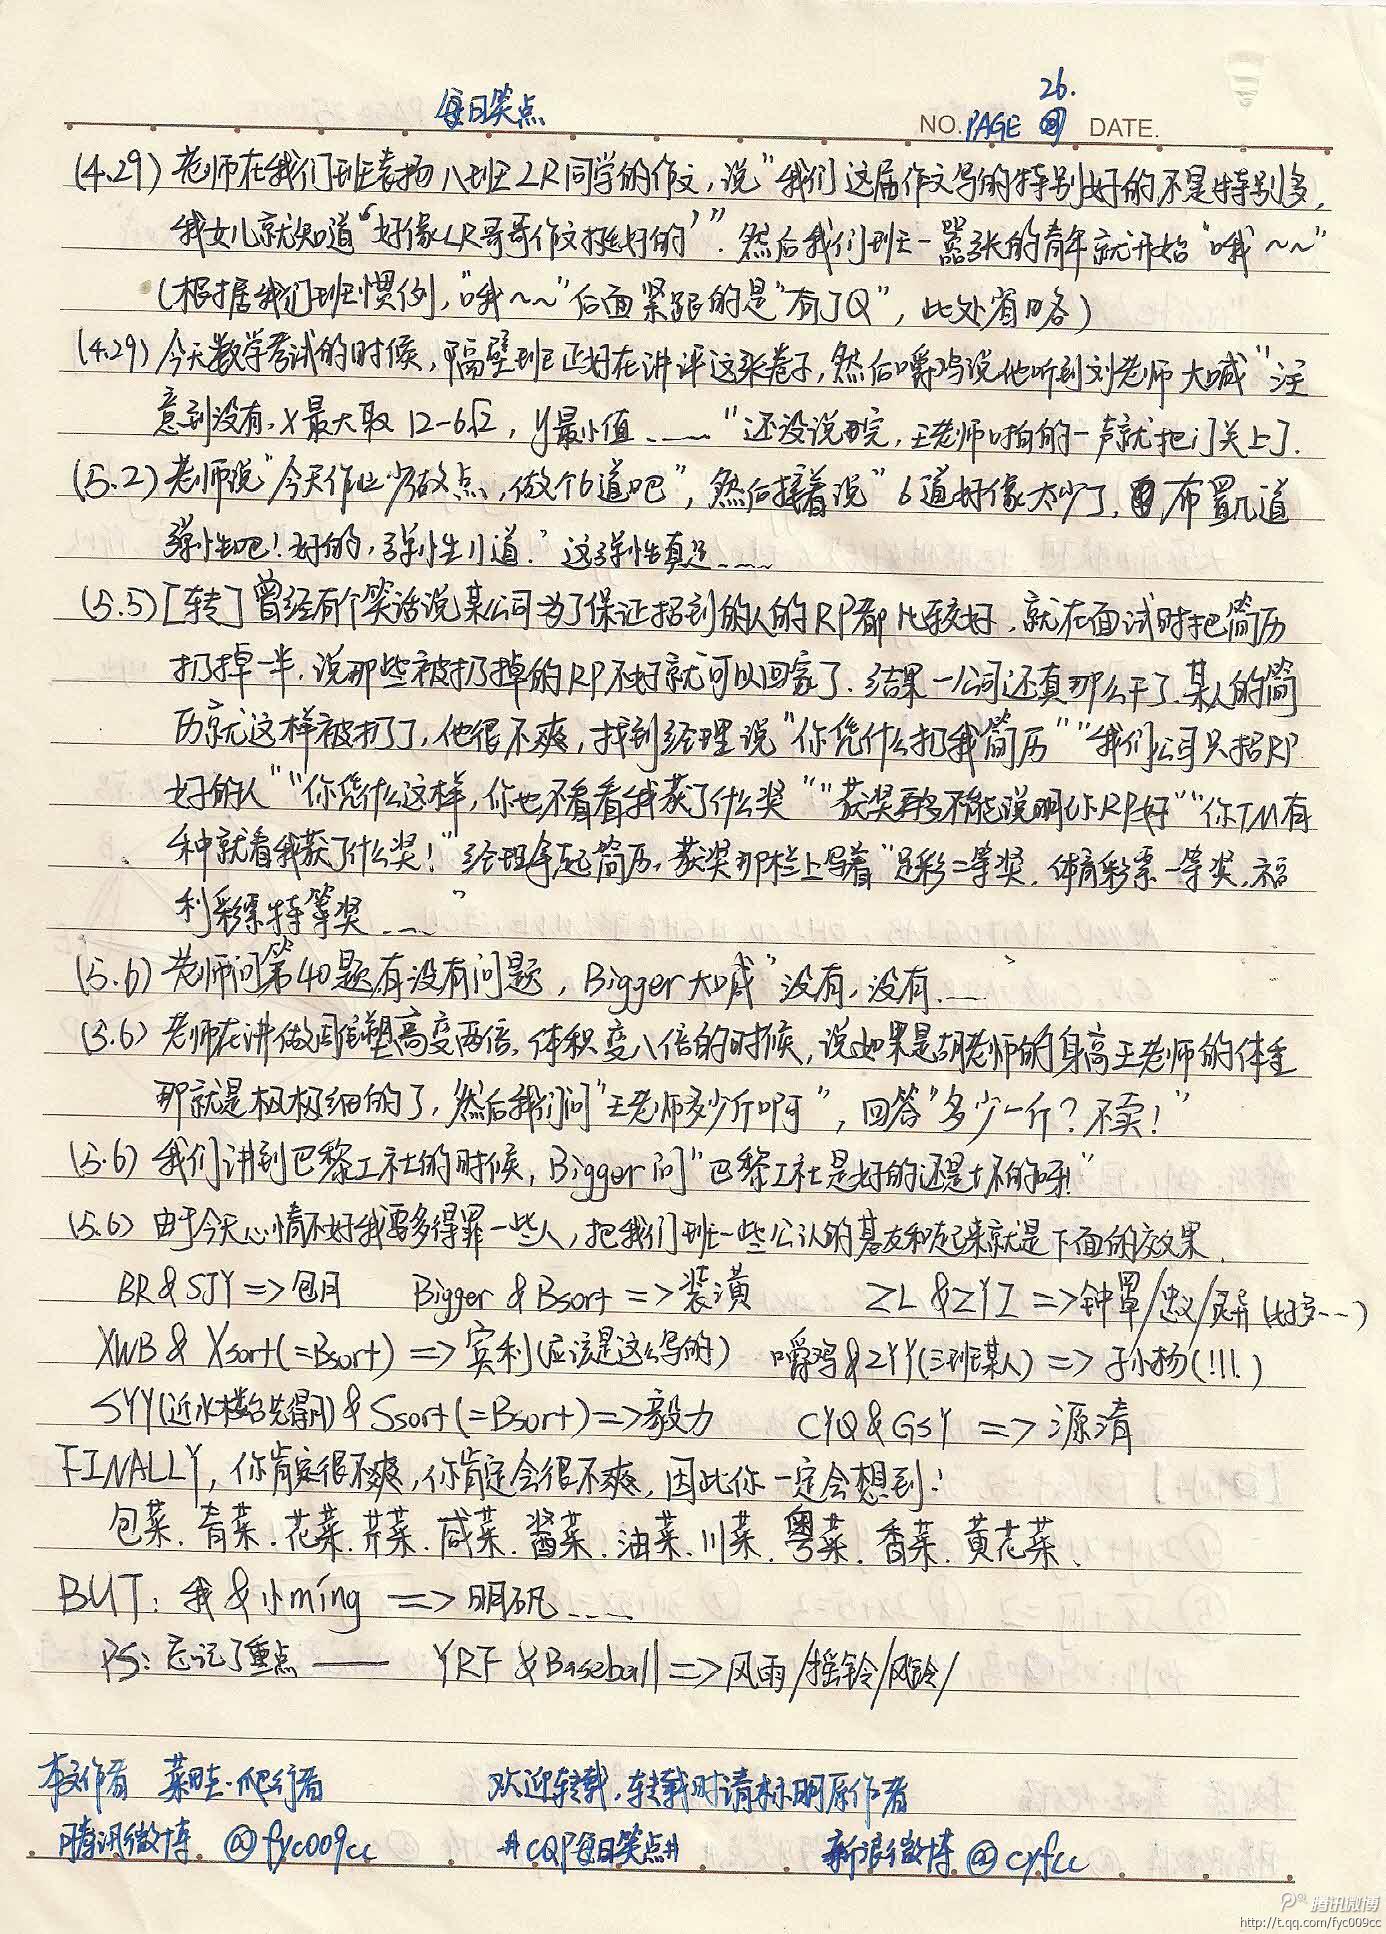 每日笑点
26.
NO. PAGE DATE.
(4.29) 老师在我们班表扬八班LR同学的作文，说"我们这届作文写的特别好的不是特别多，
我女儿就知道'好像LR哥哥作文挺好的'"．然后我们班一嚣张的青年就开始"哦~~"
(根据我们班惯例，"哦~~"后面紧跟的是"有了Q"，此处省略)
(4.29) 今天数学考试的时候，隔壁班正好在讲评这张卷子，然后嚼鸡说他听到刘老师大喊"注
意到没有，x最大取 12-6√2，y最小值……"还没说完，王老师啪的一声就把门关上了．
(5.2) 老师说"今天作业少做点，做个6道吧"，然后接着说"6道好像太少了，布置几道
弹性吧！好的，弹性11道．"这弹性真足……
(5.5) [转] 曾经有个笑话说某公司为了保证招到的人的RP都比较好，就在面试时把简历
扔掉一半，说那些被扔掉的RP不好就可以回家了．结果一公司还真那么干了．某人的简
历就这样被扔了，他很不爽，找到经理说"你凭什么扔我简历""我们公司只招RP
好的人""你凭什么这样，你也不看看我获了什么奖""获奖再多不能说明你RP好""你TM有
种就看我获了什么奖！"经理拿起简历，获奖那栏上写着"足彩二等奖．体育彩票一等奖．福
利彩票特等奖……"
(5.6) 老师问第40题有没有问题，Bigger大喊"没有，没有……"
(5.6) 老师在讲做雕塑高变两倍，体积变八倍的时候，说如果是胡老师的身高王老师的体重
那就是极极细的了，然后我们问"王老师多少斤啊"，回答"多少一斤？不卖！"
(5.6) 我们讲到巴黎公社的时候，Bigger问"巴黎公社是好的还是坏的呀！"
(5.6) 由于今天心情不好我要多得罪一些人，把我们班一些公认的基友和起来就是下面的效果．
BR & SJY => 包月 Bigger & Bsort => 装潢 ZL & ZYI => 钟罩/忠义/灵异(好多……)
XWB & Xsort(=Bsort) => 宾利(应该是这么写的) 嚼鸡&ZYY(三班某人) => 于小杨(!!!)
SYY(近水楼台先得月)& Ssort(=Bsort) => 毅力 CYQ & GSY => 源清
FINALLY，你肯定很不爽，你肯定会很不爽，因此你一定会想到：
包菜．青菜．花菜．芹菜．咸菜．酱菜．油菜．川菜．粤菜．香菜．黄花菜．
BUT：我&小míng => 明矾……
PS：忘记了重点—— YRF & Baseball => 风雨/摇铃/风铃/
本文作者 菜畦·爬行者 欢迎转载，转载时请标明原作者
腾讯微博 @fyc009cc #CQF每日笑点# 新浪微博 @cyfcc
腾讯微博
http://t.qq.com/fyc009cc